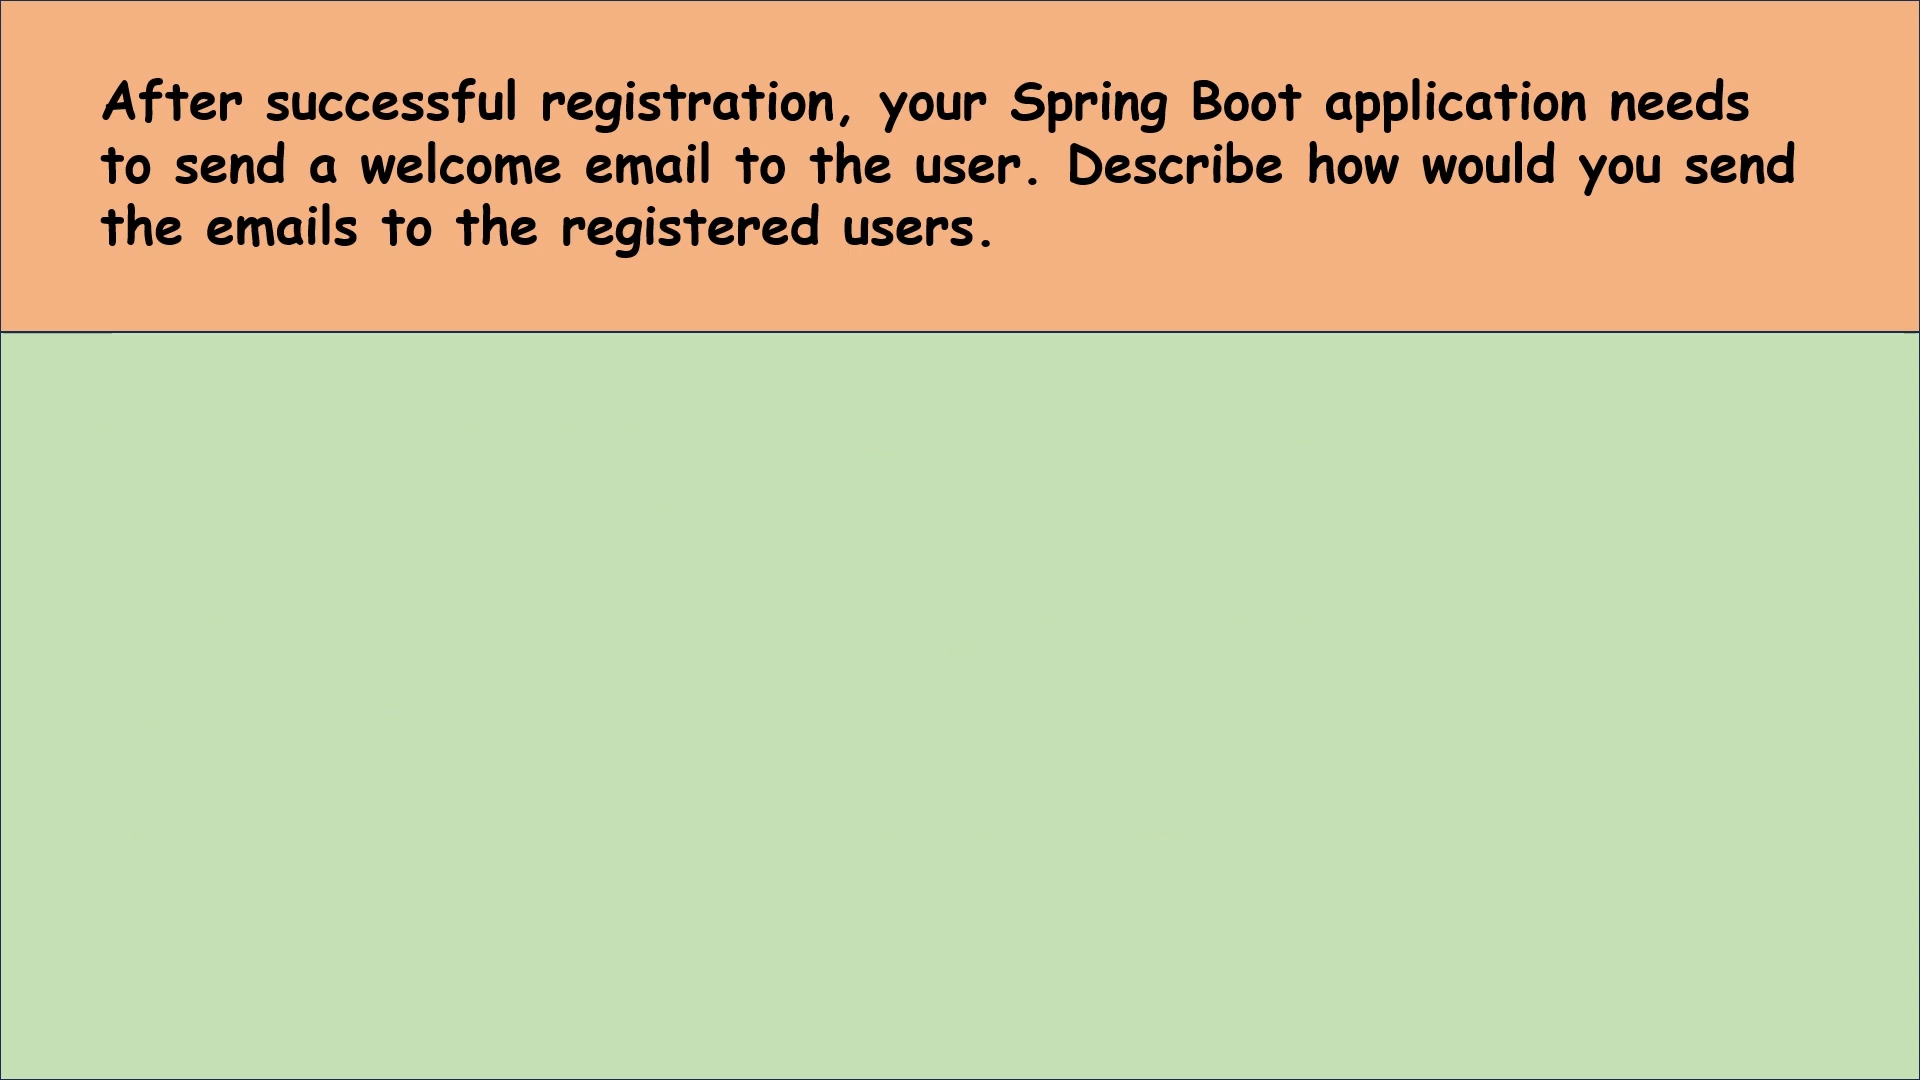 After successful registration, your Spring Boot application needs
to send a welcome email to the user. Describe how would you send
the emails to the registered users.